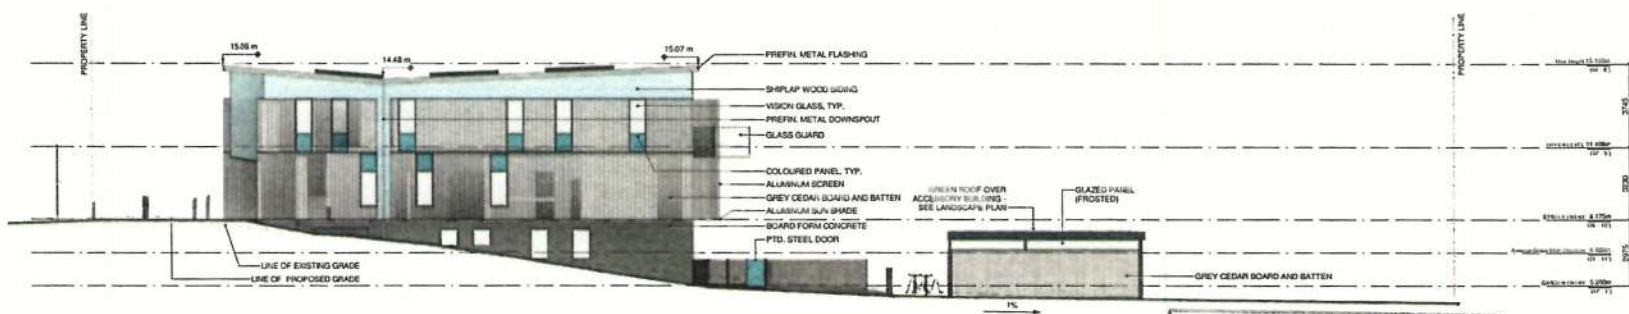 PROPERTY LINE
15.06 m
14.48 m
15.07 m
PREFIN. METAL FLASHING
SHIPLAP WOOD SIDING
VISION GLASS, TYP.
PREFIN. METAL DOWNSPOUT
GLASS GUARD
COLOURED PANEL, TYP.
ALUMINUM SCREEN
GREY CEDAR BOARD AND BATTEN
ALUMINUM SUN SHADE
BOARD FORM CONCRETE
PTD. STEEL DOOR
LINE OF EXISTING GRADE
LINE OF PROPOSED GRADE
GREEN ROOF OVER
ACCESSORY BUILDING -
SEE LANDSCAPE PLAN
GLAZED PANEL
(FROSTED)
GREY CEDAR BOARD AND BATTEN
1%
PROPERTY LINE
3745
3230
2975